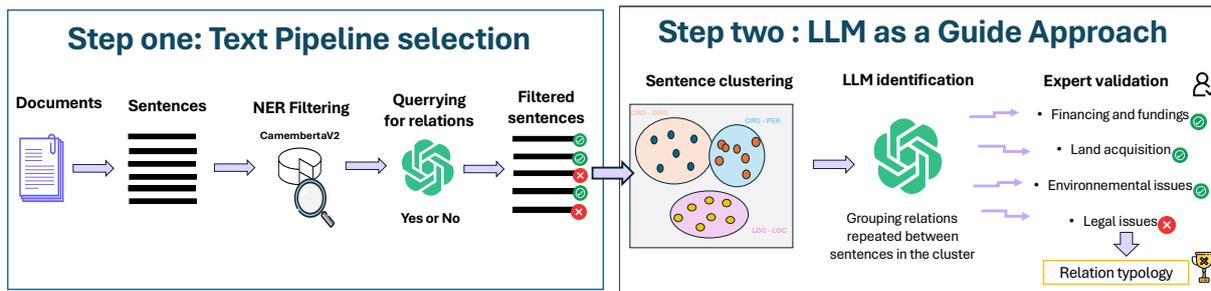 Step one: Text Pipeline selection
Documents
Sentences
NER Filtering
CamembertaV2
Querrying
for relations
Yes or No
Filtered
sentences
Step two : LLM as a Guide Approach
Sentence clustering
ORG - ORG
ORG - PER
LOC - LOC
LLM identification
Grouping relations
repeated between
sentences in the cluster
Expert validation
• Financing and fundings
• Land acquisition
• Environnemental issues
• Legal issues
Relation typology